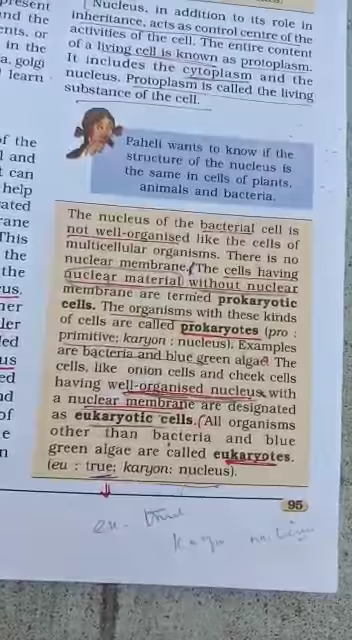 present
and the
ents, or
in the
a, golgi
learn
Nucleus, in addition to its role in
inheritance, acts as control centre of the
activities of the cell. The entire content
of a living cell is known as protoplasm.
It includes the cytoplasm and the
nucleus. Protoplasm is called the living
substance of the cell.
Paheli wants to know if the
structure of the nucleus is
the same in cells of plants,
animals and bacteria.
of the
l and
t can
help
ated
rane
This
the
the
us.
her
ler
led
us
ed
nd
of
e
n
The nucleus of the bacterial cell is
not well-organised like the cells of
multicellular organisms. There is no
nuclear membrane. The cells having
nuclear material without nuclear
membrane are termed prokaryotic
cells. The organisms with these kinds
of cells are called prokaryotes (pro :
primitive; karyon : nucleus). Examples
are bacteria and blue green algae. The
cells, like onion cells and cheek cells
having well-organised nucleus with
a nuclear membrane are designated
as eukaryotic cells. All organisms
other than bacteria and blue
green algae are called eukaryotes.
(eu : true; karyon: nucleus).
95
eu